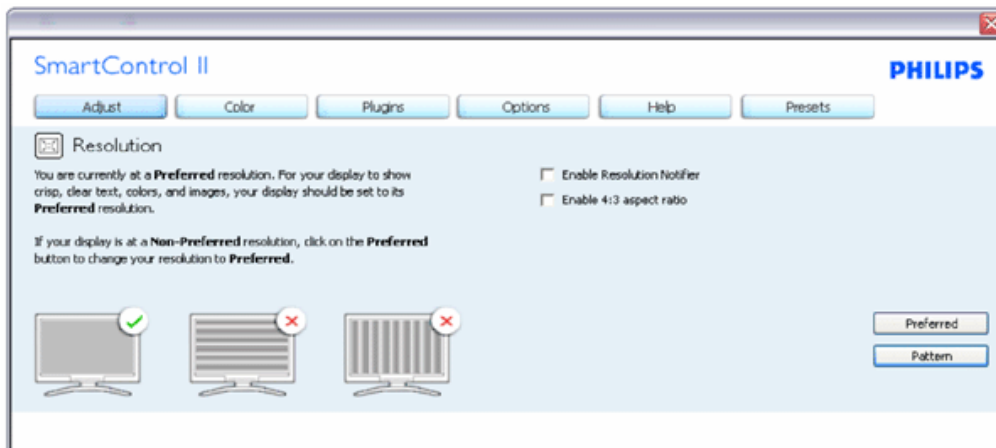 SmartControl II
PHILIPS
Adjust
Color
Plugins
Options
Help
Presets
Resolution
You are currently at a Preferred resolution. For your display to show
crisp, clear text, colors, and images, your display should be set to its
Preferred resolution.
If your display is at a Non-Preferred resolution, click on the Preferred
button to change your resolution to Preferred.
Enable Resolution Notifier
Enable 4:3 aspect ratio
Preferred
Pattern